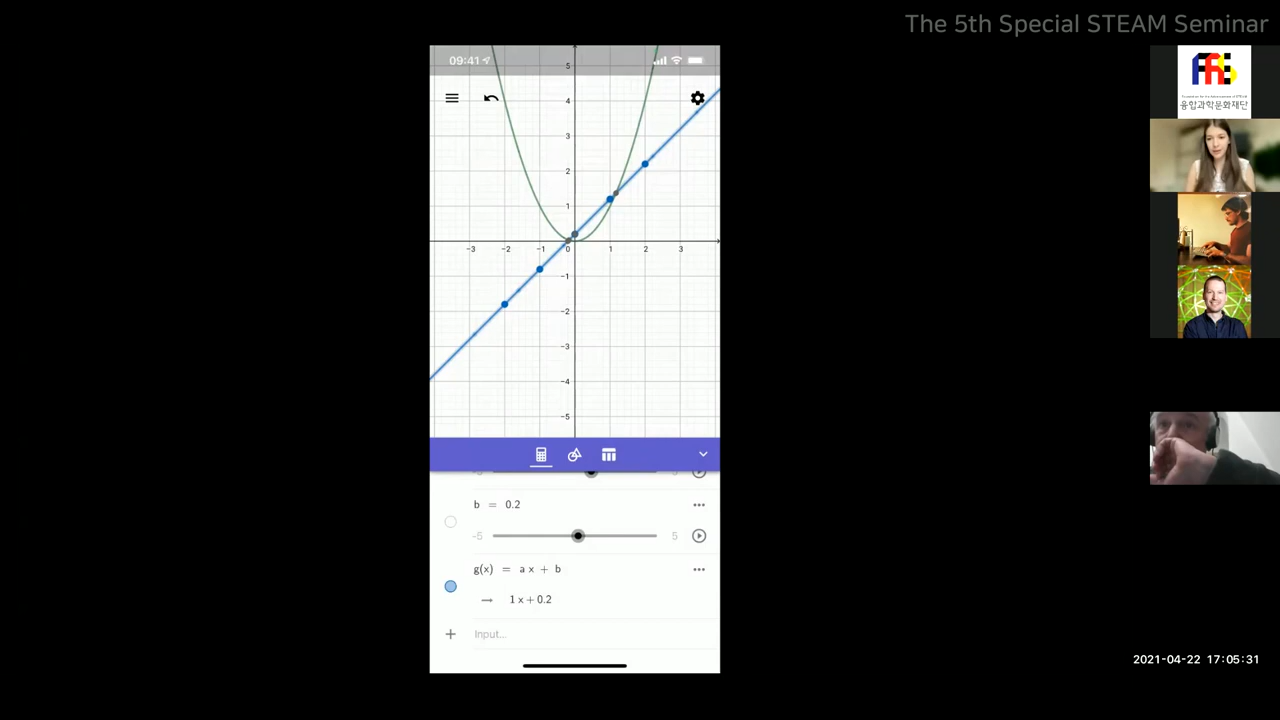 The 5th Special STEAM Seminar
융합과학문화재단
09:41
5
4
3
2
1
−3 −2 −1 0 1 2 3
−1
−2
−3
−4
−5
b = 0.2
-5 5
g(x) = a x + b
→ 1 x + 0.2
+ Input...
2021-04-22 17:05:31